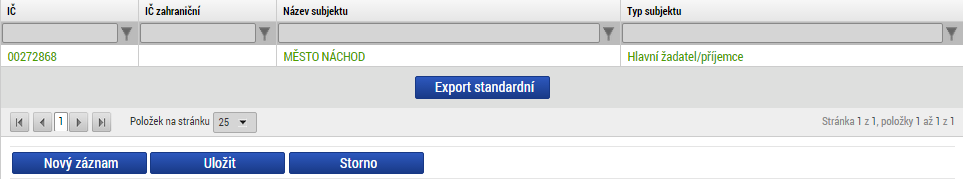 IČ IČ zahraniční Název subjektu Typ subjektu
00272868 MĚSTO NÁCHOD Hlavní žadatel/příjemce
Export standardní
1 Položek na stránku 25 Stránka 1 z 1, položky 1 až 1 z 1
Nový záznam Uložit Storno